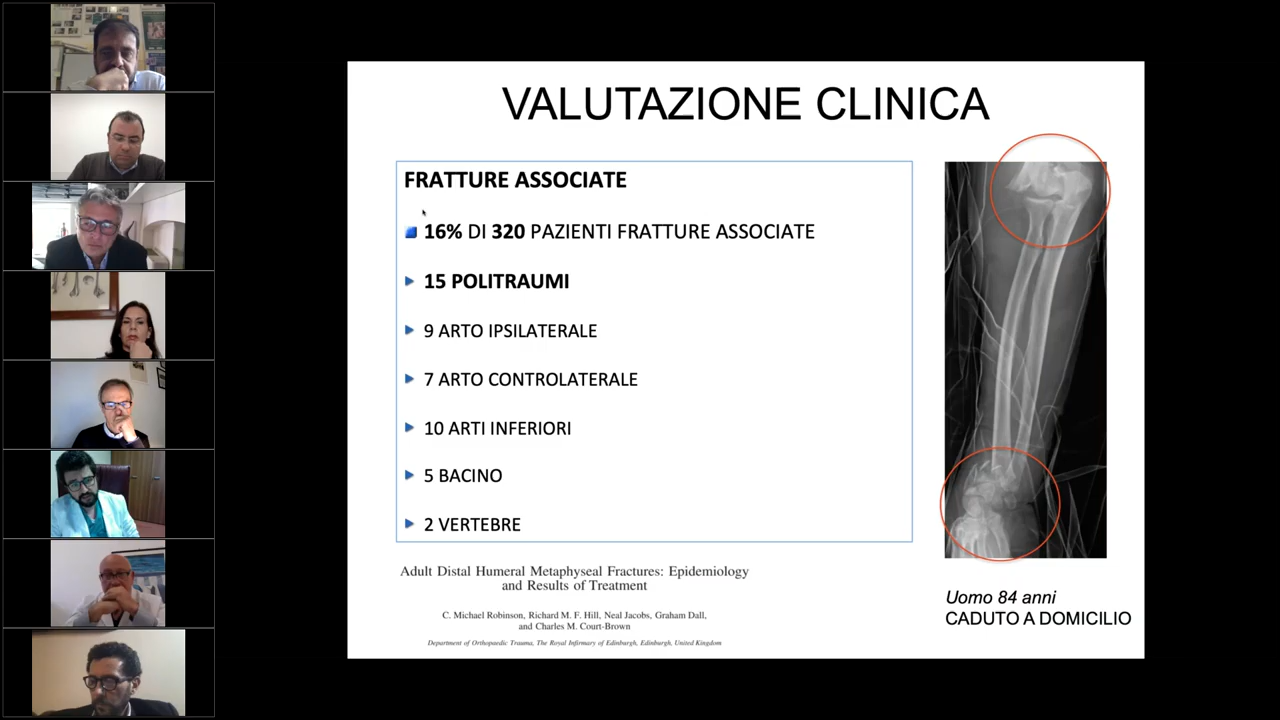 VALUTAZIONE CLINICA
FRATTURE ASSOCIATE
16% DI 320 PAZIENTI FRATTURE ASSOCIATE
15 POLITRAUMI
9 ARTO IPSILATERALE
7 ARTO CONTROLATERALE
10 ARTI INFERIORI
5 BACINO
2 VERTEBRE
Adult Distal Humeral Metaphyseal Fractures: Epidemiology
and Results of Treatment
C. Michael Robinson, Richard M. F. Hill, Neal Jacobs, Graham Dall,
and Charles M. Court-Brown
Department of Orthopaedic Trauma, The Royal Infirmary of Edinburgh, Edinburgh, United Kingdom
Uomo 84 anni
CADUTO A DOMICILIO